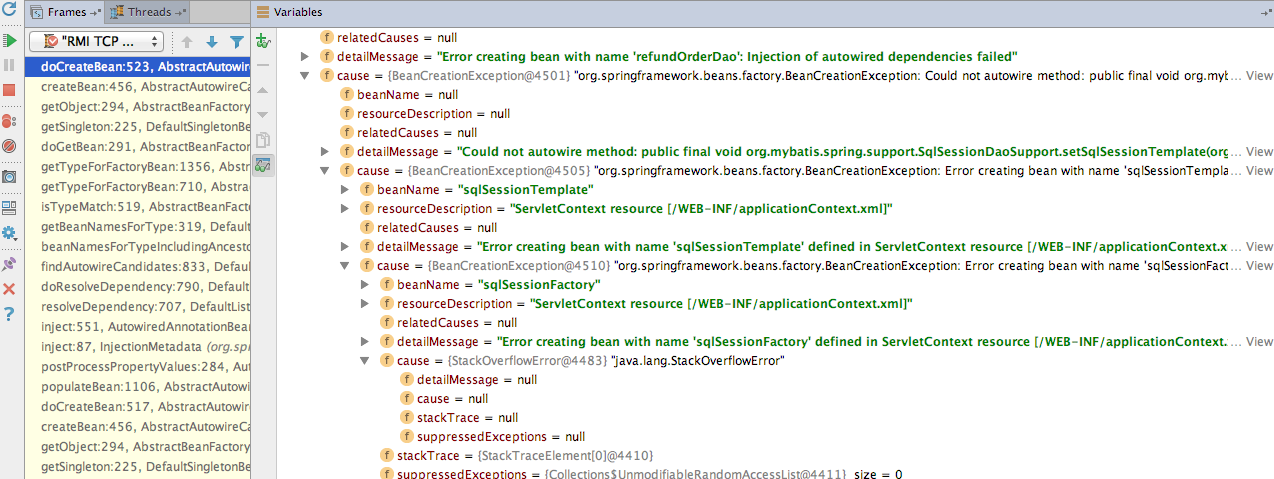 Frames
Threads
Variables
"RMI TCP ...
doCreateBean:523, AbstractAutowire
createBean:456, AbstractAutowireCa
getObject:294, AbstractBeanFactory
getSingleton:225, DefaultSingletonBe
doGetBean:291, AbstractBeanFactor
getTypeForFactoryBean:1356, Abstrac
getTypeForFactoryBean:710, Abstrac
isTypeMatch:519, AbstractBeanFacto
getBeanNamesForType:319, DefaultL
beanNamesForTypeIncludingAncesto
findAutowireCandidates:833, Default
doResolveDependency:790, DefaultL
resolveDependency:707, DefaultList
inject:551, AutowiredAnnotationBean
inject:87, InjectionMetadata (org.spr
postProcessPropertyValues:284, Aut
populateBean:1106, AbstractAutowir
doCreateBean:517, AbstractAutowire
createBean:456, AbstractAutowireCa
getObject:294, AbstractBeanFactory
getSingleton:225, DefaultSingletonBe
relatedCauses = null
detailMessage = "Error creating bean with name 'refundOrderDao': Injection of autowired dependencies failed"
cause = {BeanCreationException@4501} "org.springframework.beans.factory.BeanCreationException: Could not autowire method: public final void org.myb... View
beanName = null
resourceDescription = null
relatedCauses = null
detailMessage = "Could not autowire method: public final void org.mybatis.spring.support.SqlSessionDaoSupport.setSqlSessionTemplate(org... View
cause = {BeanCreationException@4505} "org.springframework.beans.factory.BeanCreationException: Error creating bean with name 'sqlSessionTempla... View
beanName = "sqlSessionTemplate"
resourceDescription = "ServletContext resource [/WEB-INF/applicationContext.xml]"
relatedCauses = null
detailMessage = "Error creating bean with name 'sqlSessionTemplate' defined in ServletContext resource [/WEB-INF/applicationContext.x... View
cause = {BeanCreationException@4510} "org.springframework.beans.factory.BeanCreationException: Error creating bean with name 'sqlSessionFact... View
beanName = "sqlSessionFactory"
resourceDescription = "ServletContext resource [/WEB-INF/applicationContext.xml]"
relatedCauses = null
detailMessage = "Error creating bean with name 'sqlSessionFactory' defined in ServletContext resource [/WEB-INF/applicationContext.... View
cause = {StackOverflowError@4483} "java.lang.StackOverflowError"
detailMessage = null
cause = null
stackTrace = null
suppressedExceptions = null
stackTrace = {StackTraceElement[0]@4410}
suppressedExceptions = {Collections$UnmodifiableRandomAccessList@4411} size = 0